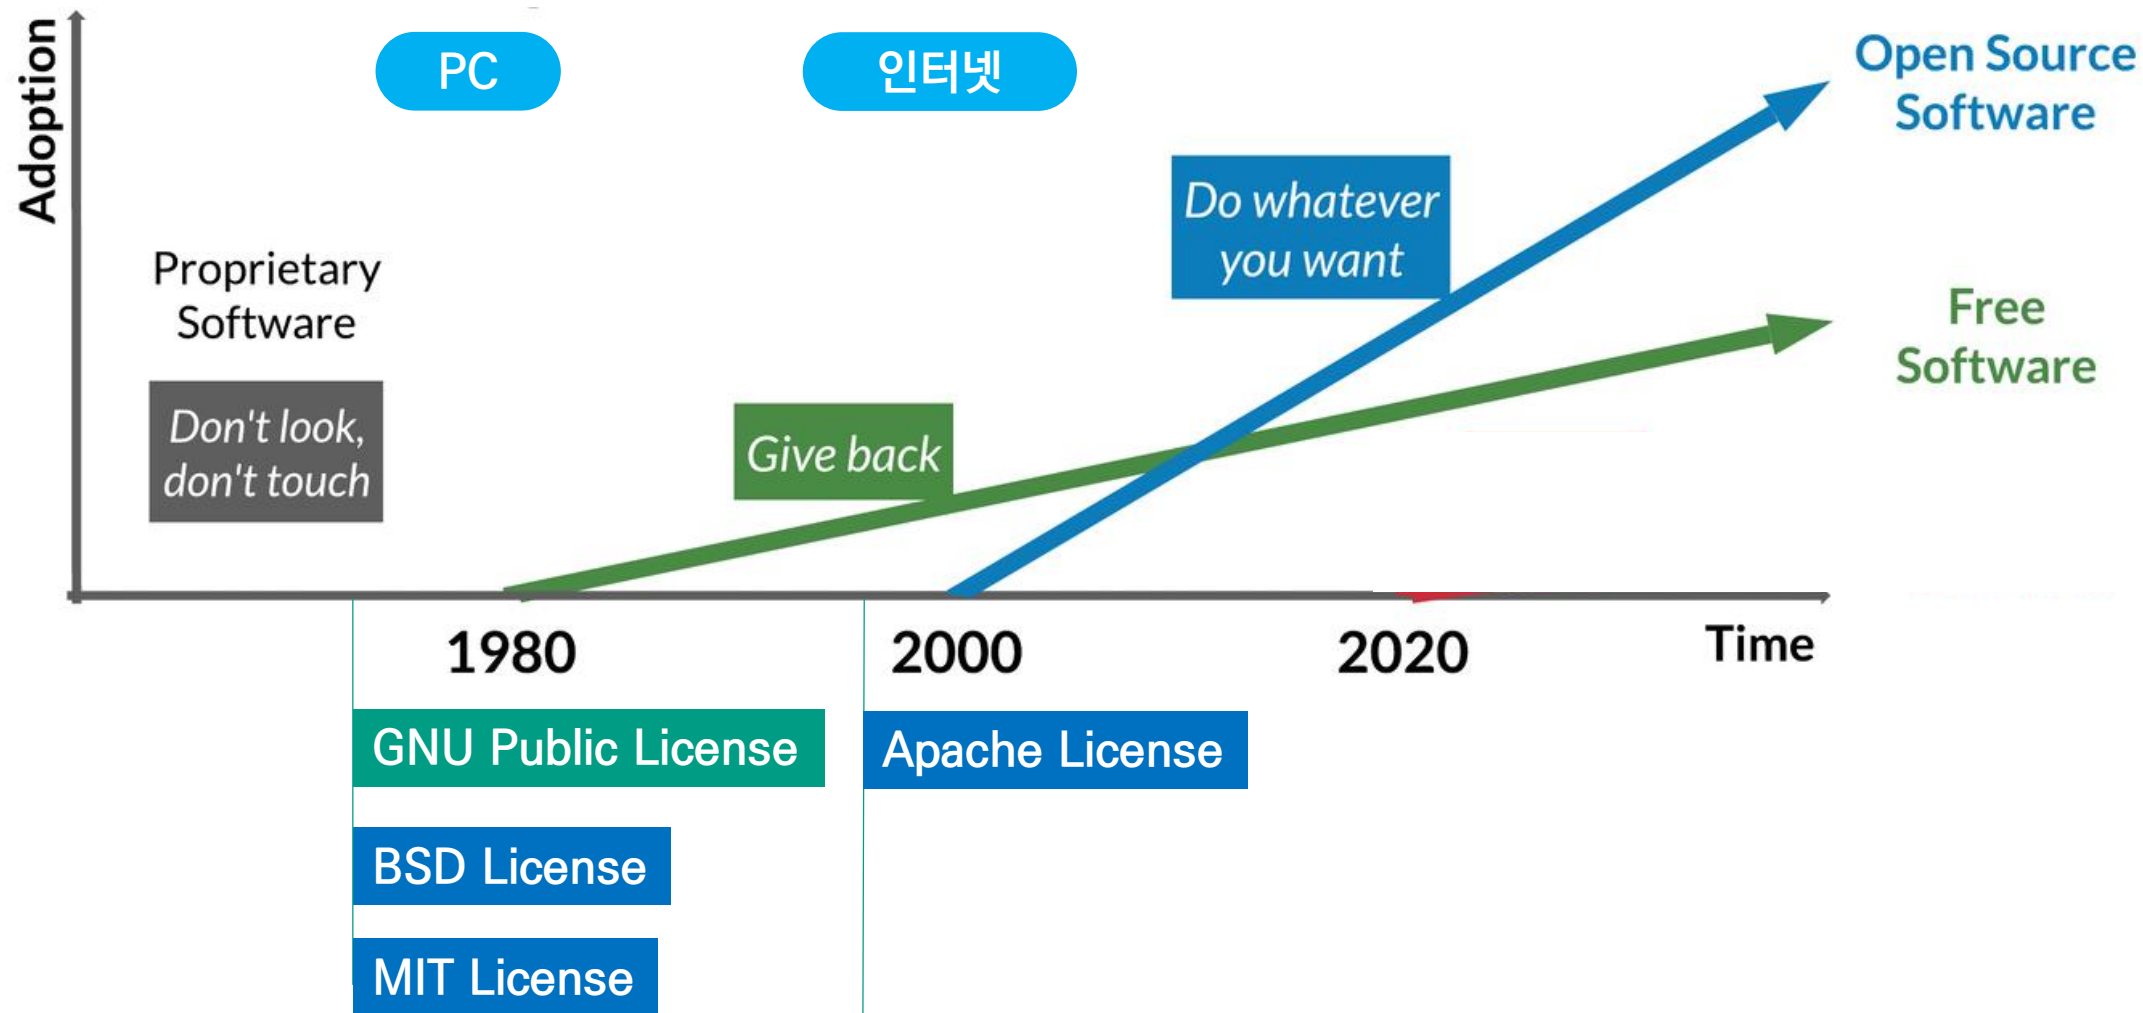 Adoption
PC
인터넷
Open Source
Software
Do whatever
you want
Proprietary
Software
Don't look,
don't touch
Give back
Free
Software
1980
2000
2020
Time
GNU Public License
Apache License
BSD License
MIT License